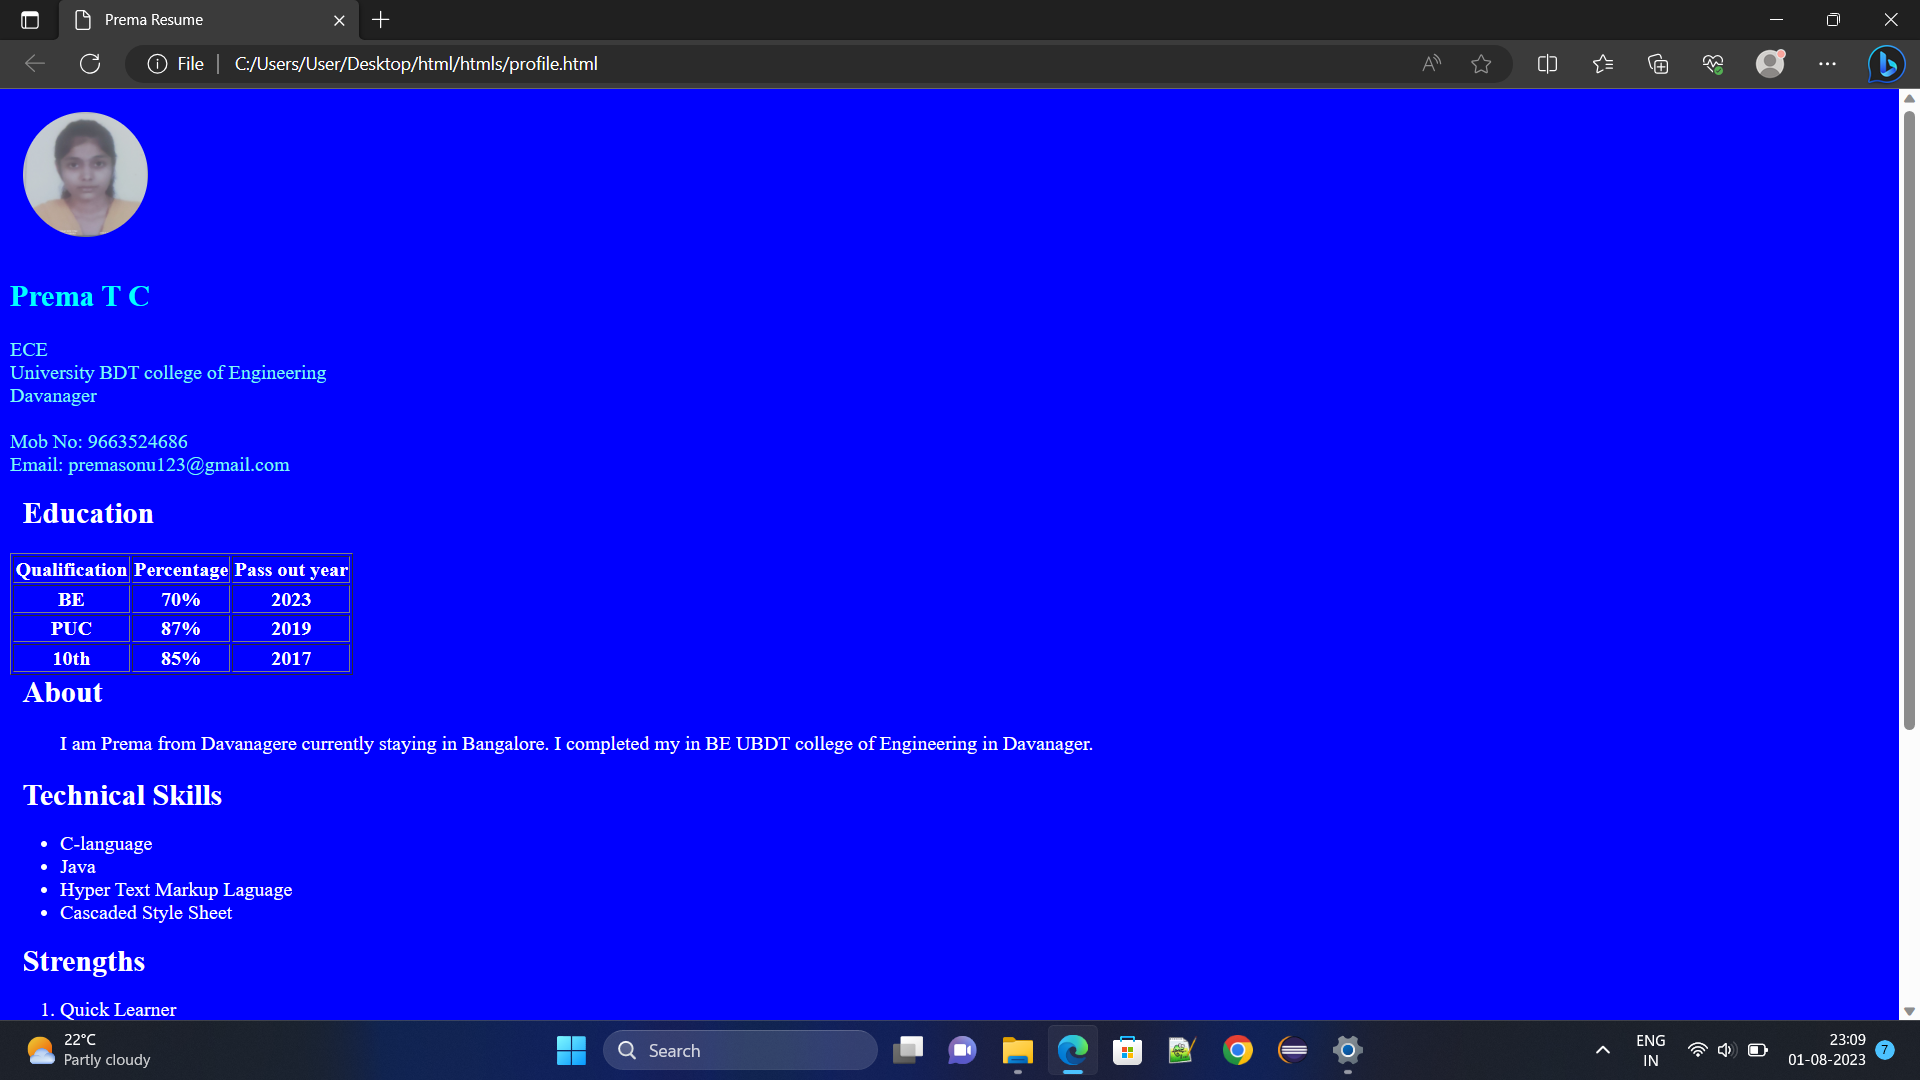 Prema Resume
File
C:/Users/User/Desktop/html/htmls/profile.html
Prema T C
ECE
University BDT college of Engineering
Davanager
Mob No: 9663524686
Email: premasonu123@gmail.com
Education
Qualification Percentage Pass out year
BE 70% 2023
PUC 87% 2019
10th 85% 2017
About
I am Prema from Davanagere currently staying in Bangalore. I completed my in BE UBDT college of Engineering in Davanager.
Technical Skills
• C-language
• Java
• Hyper Text Markup Laguage
• Cascaded Style Sheet
Strengths
1. Quick Learner
22°C
Partly cloudy
Search
ENG
IN
23:09
01-08-2023
7